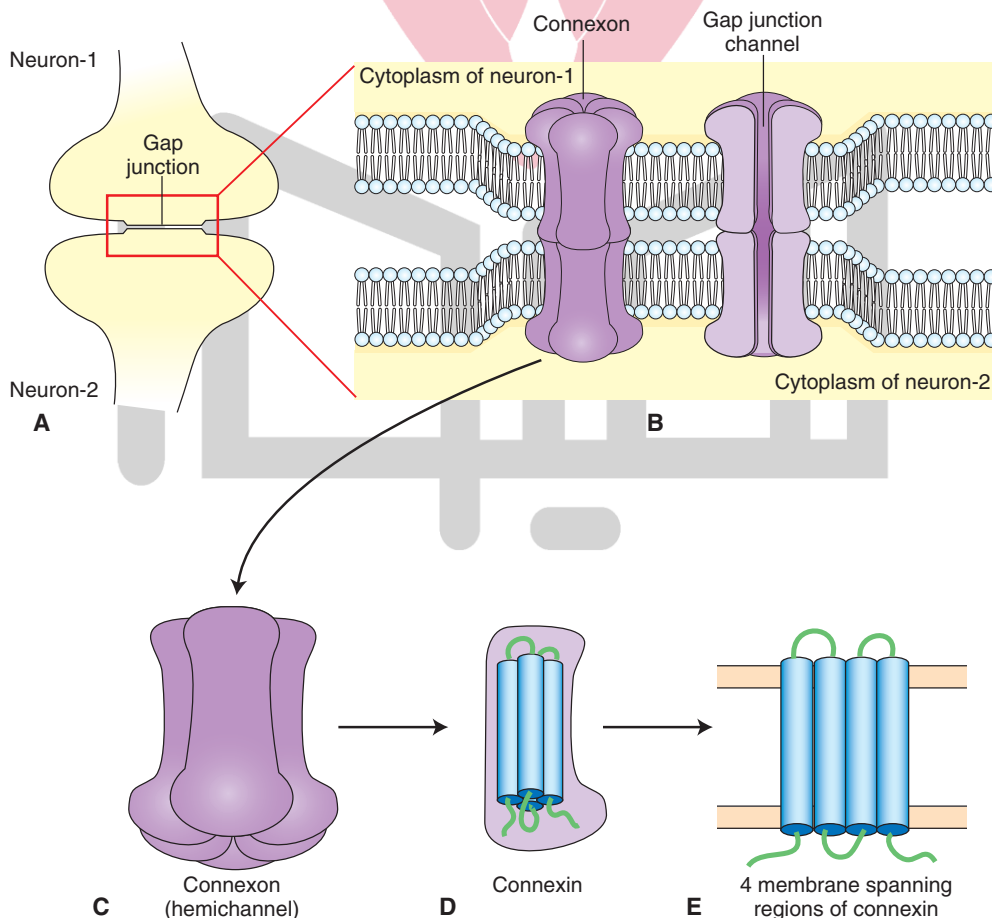 Neuron-1
Gap
junction
Neuron-2
A
Connexon
Gap junction
channel
Cytoplasm of neuron-1
Cytoplasm of neuron-2
B
C
Connexon
(hemichannel)
D
Connexin
E
4 membrane spanning
regions of connexin